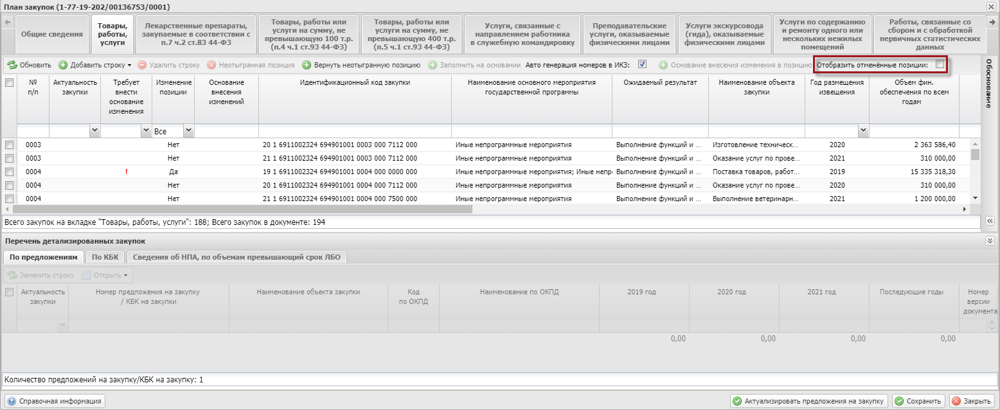 План закупок (1-77-19-202/00136753/0001)
Общие сведения
Товары,
работы,
услуги
Лекарственные препараты,
закупаемые в соответствии с
п.7 ч.2 ст.83 44-ФЗ
Товары, работы или
услуги на сумму, не
превышающую 100 т.р.
(п.4 ч.1 ст.93 44-ФЗ)
Товары, работы или
услуги на сумму, не
превышающую 400 т.р.
(п.5 ч.1 ст.93 44-ФЗ)
Услуги, связанные с
направлением работника
в служебную командировку
Преподавательские
услуги, оказываемые
физическими лицами
Услуги экскурсовода
(гида), оказываемые
физическими лицами
Услуги по содержанию
и ремонту одного или
нескольких нежилых
помещений
Работы, связанные со
сбором и с обработкой
первичных статистических
данных
Обновить Добавить строку Удалить строку Неотыгранная позиция Вернуть неотыгранную позицию Заполнить на основании Авто генерация номеров в ИКЗ: Основание внесения изменения в позицию Отобразить отменённые позиции:
Обоснование
№
п/п
Актуальность
закупки
Требует
внести
основание
изменения
Изменение
позиции
Основание
внесения
изменений
Идентификационный код закупки
Наименование основного мероприятия
государственной программы
Ожидаемый результат
Наименование объекта
закупки
Год размещения
извещения
Объем фин.
обеспечения по всем
годам
Все
0003 Нет 20 1 6911002324 694901001 0003 000 7112 000 Иные непрограммные мероприятия Выполнение функций и ... Изготовление техническ... 2020 2 363 586,40
0003 Нет 21 1 6911002324 694901001 0003 000 7112 000 Иные непрограммные мероприятия Выполнение функций и ... Оказание услуг по прове... 2021 310 000,00
0004 ! Да 19 1 6911002324 694901001 0004 000 0000 000 Иные непрограммные мероприятия; Иные непро Выполнение функций и ... Поставка товаров, работ... 2019 15 335 318,30
0004 Нет 20 1 6911002324 694901001 0004 000 7112 000 Иные непрограммные мероприятия Выполнение функций и ... Оказание услуг по прове... 2020 310 000,00
0004 Нет 21 1 6911002324 694901001 0004 000 7500 000 Иные непрограммные мероприятия Выполнение функций и ... Выполнение ветеринарн... 2021 1 200 000,00
Всего закупок на вкладке "Товары, работы, услуги": 188; Всего закупок в документе: 194
Перечень детализированных закупок
По предложениям По КБК Сведения об НПА, по объемам превышающий срок ЛБО
Заменить строку Открыть
Актуальность
закупки
Номер предложения на закупку
/ КБК на закупки
Наименование объекта закупки
Код
по ОКПД
Наименование по ОКПД
2019 год
2020 год
2021 год
Последующие годы
Номер
версии
документа
0,00 0,00 0,00 0,00
Количество предложений на закупку/КБК на закупку: 1
Справочная информация Актуализировать предложения на закупку Сохранить Закрыть